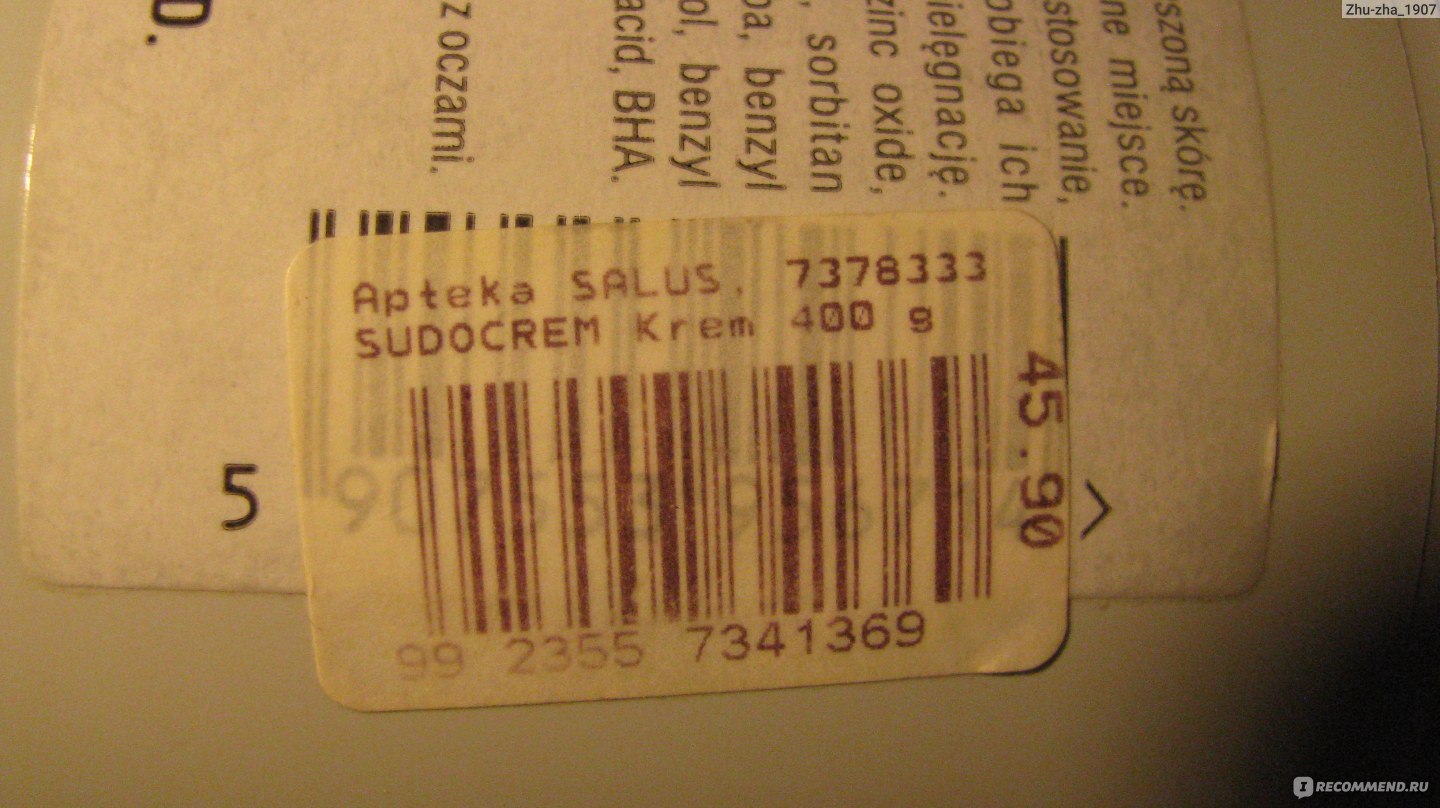 Zhu-zha_1907
szoną skórę.
ne miejsce.
stosowanie,
obiega ich
ielęgnację.
zinc oxide,
, sorbitan
ba, benzyl
ol, benzyl
acid, BHA.
z oczami.
D.
Apteka SALUS. 7378333
SUDOCREM Krem 400 g
45.90
99 2355 7341369
5
>
IRECOMMEND.RU